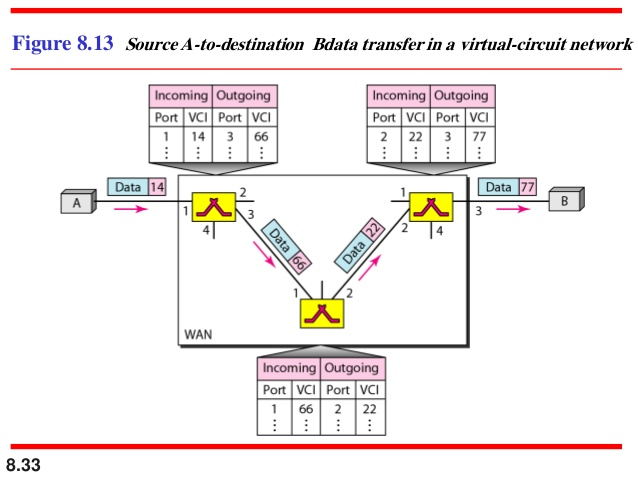 Figure 8.13 Source A-to-destination Bdata transfer in a virtual-circuit network
Incoming Outgoing
Port VCI Port VCI
1 14 3 66
Incoming Outgoing
Port VCI Port VCI
2 22 3 77
A
Data 14
1
2
3
4
Data 66
1
2
Data 22
1
2
3
4
Data 77
B
WAN
Incoming Outgoing
Port VCI Port VCI
1 66 2 22
8.33